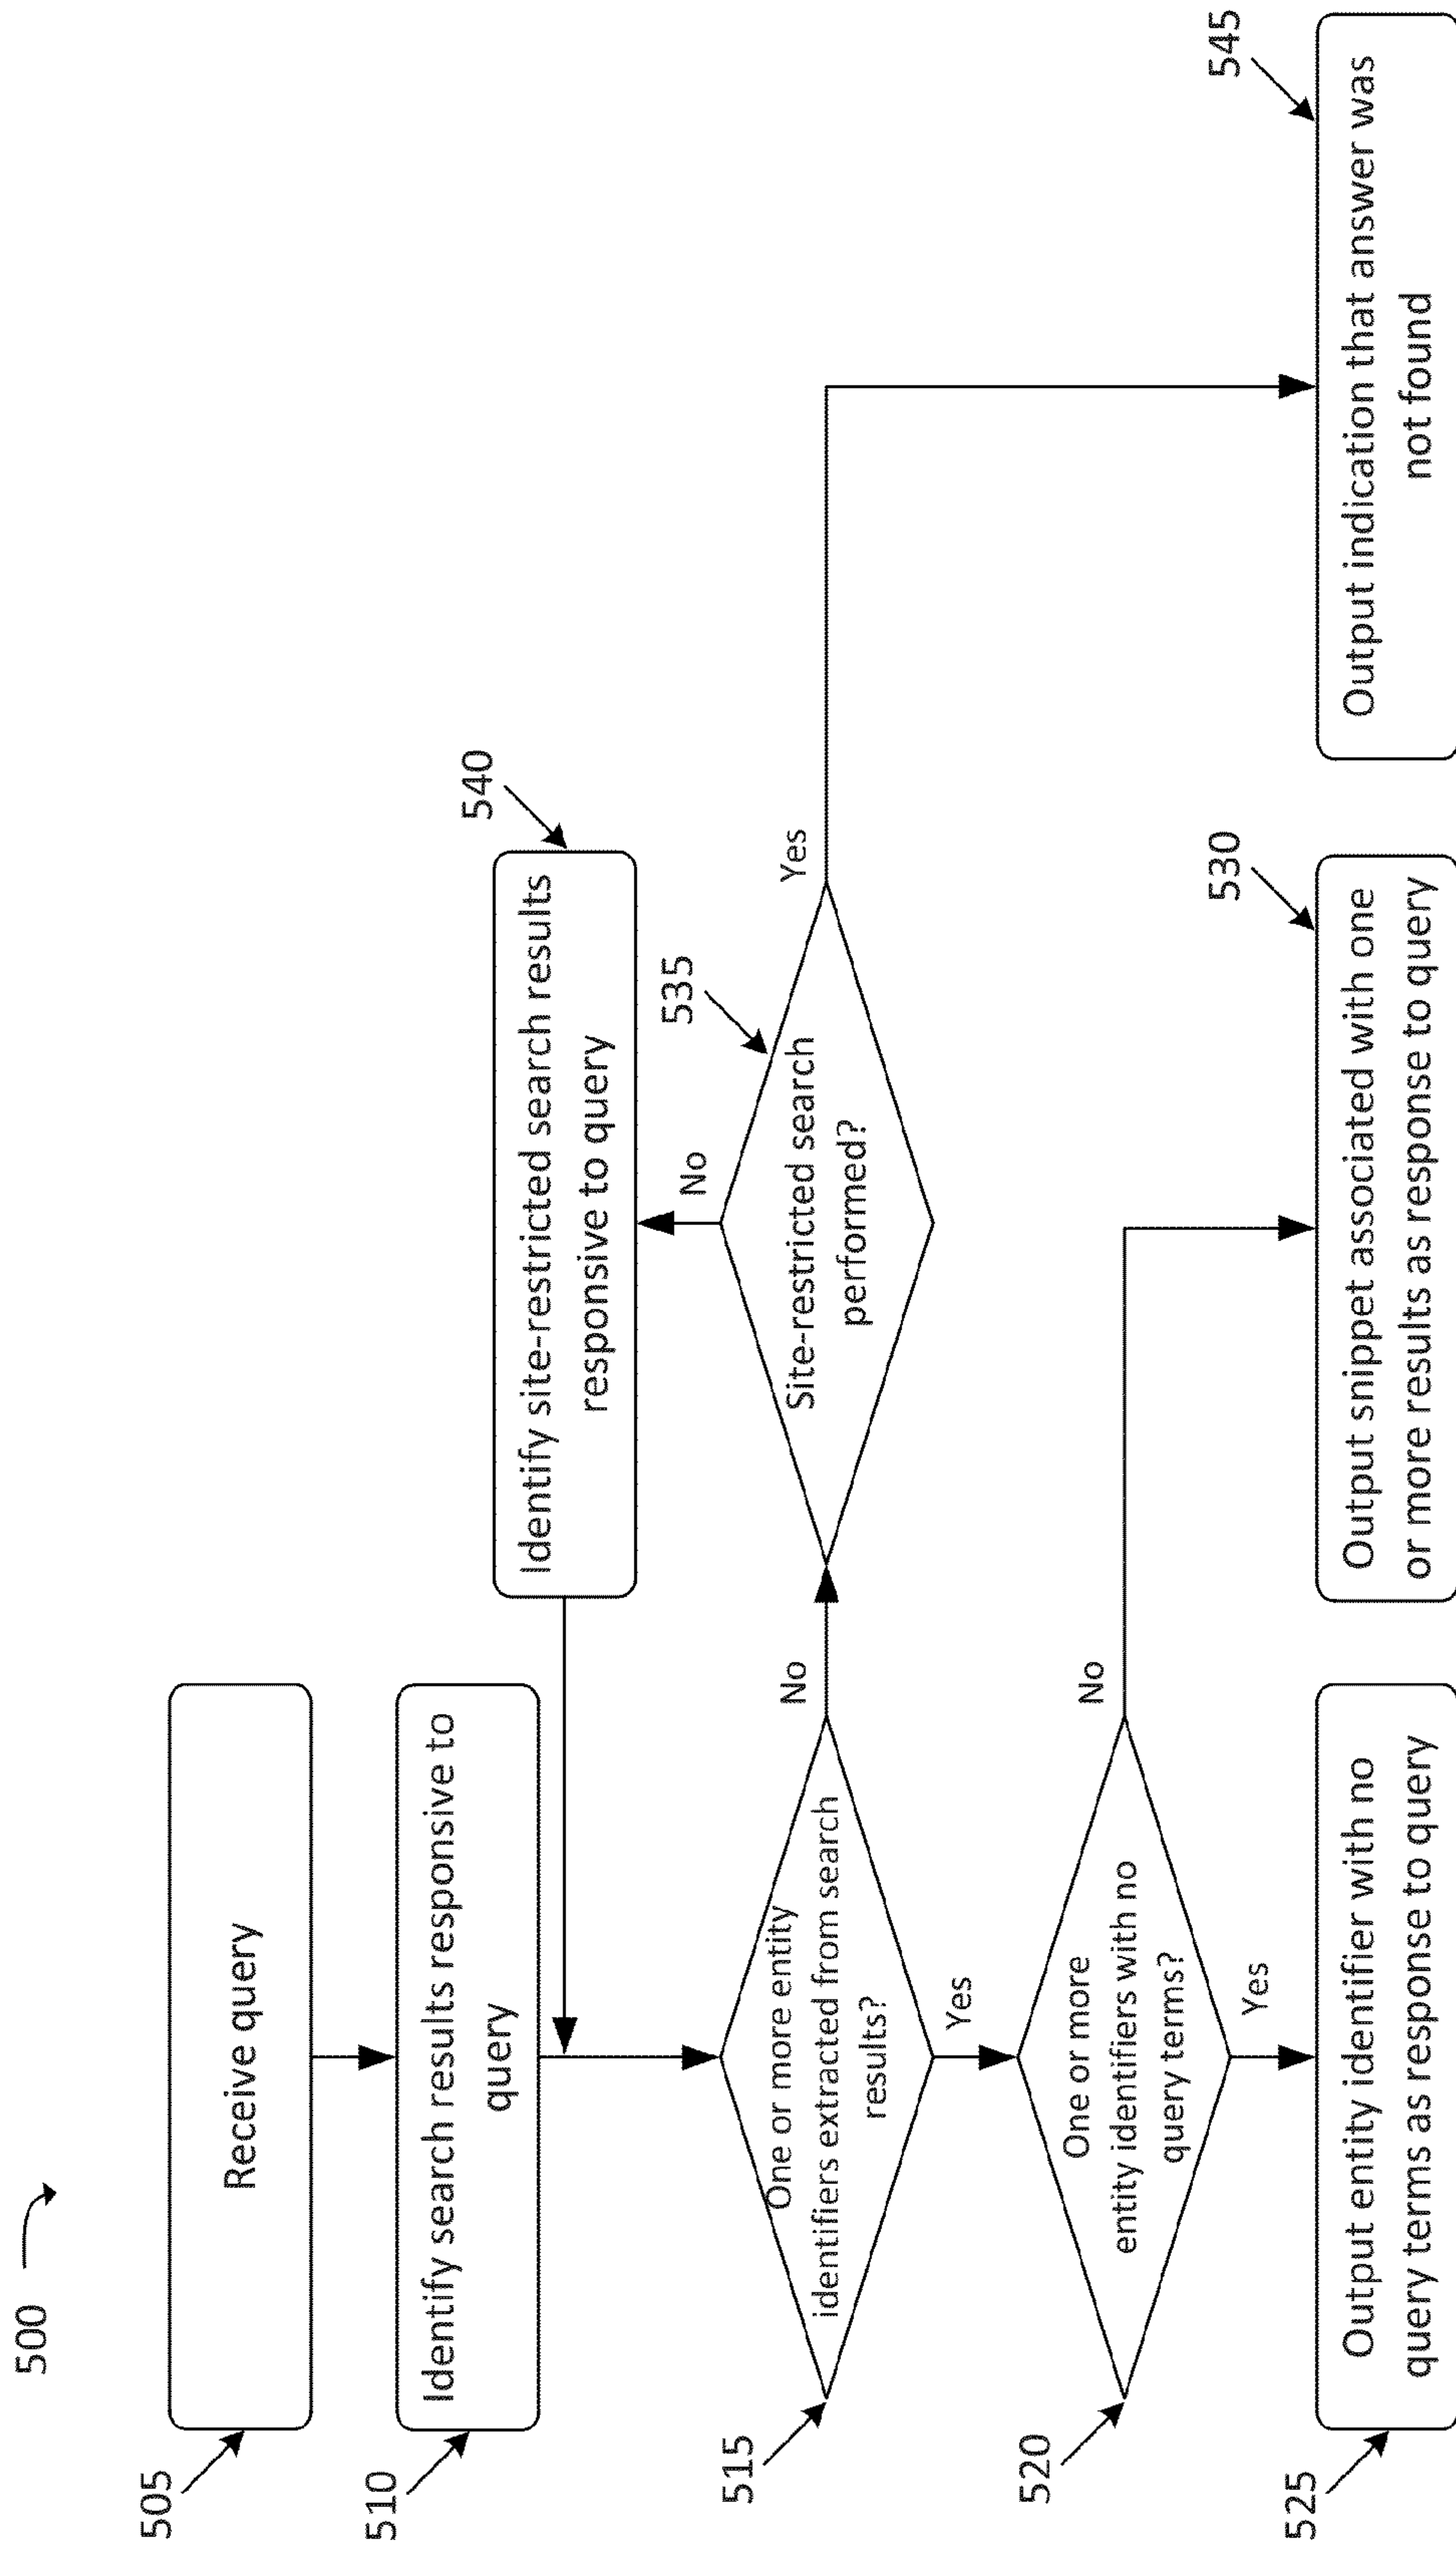 500
505
Receive query
510
Identify search results responsive to
query
540
Identify site-restricted search results
responsive to query
515
One or more entity
identifiers extracted from search
results?
No
Yes
535
Site-restricted search
performed?
No
Yes
520
One or more
entity identifiers with no
query terms?
No
Yes
525
Output entity identifier with no
query terms as response to query
530
Output snippet associated with one
or more results as response to query
545
Output indication that answer was
not found